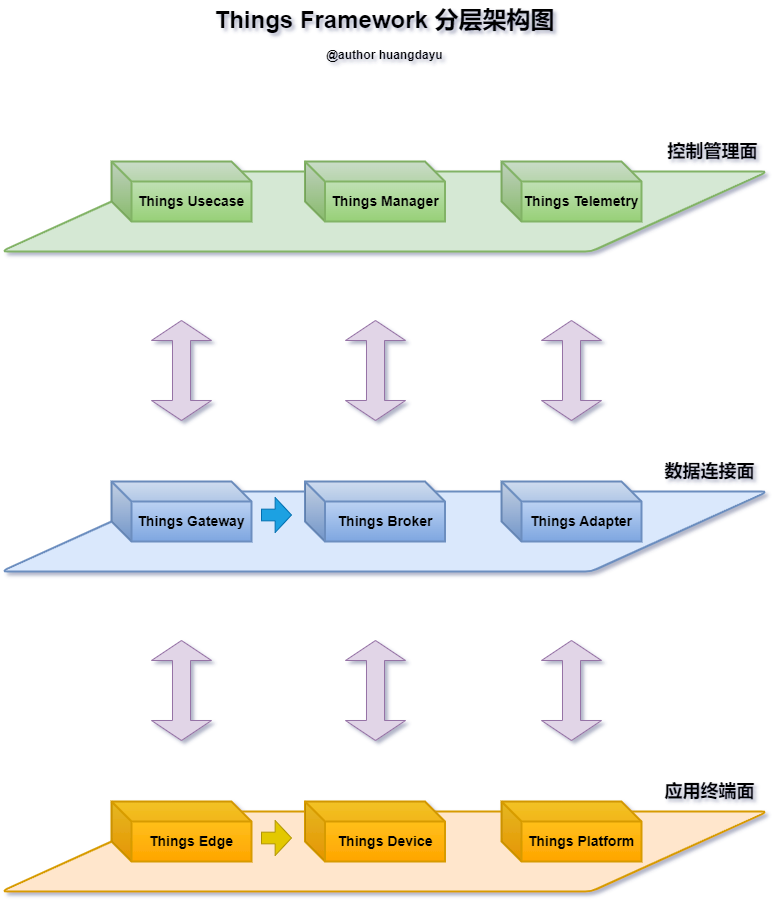 Things Framework 分层架构图
@author huangdayu
控制管理面
Things Usecase
Things Manager
Things Telemetry
数据连接面
Things Gateway
Things Broker
Things Adapter
应用终端面
Things Edge
Things Device
Things Platform